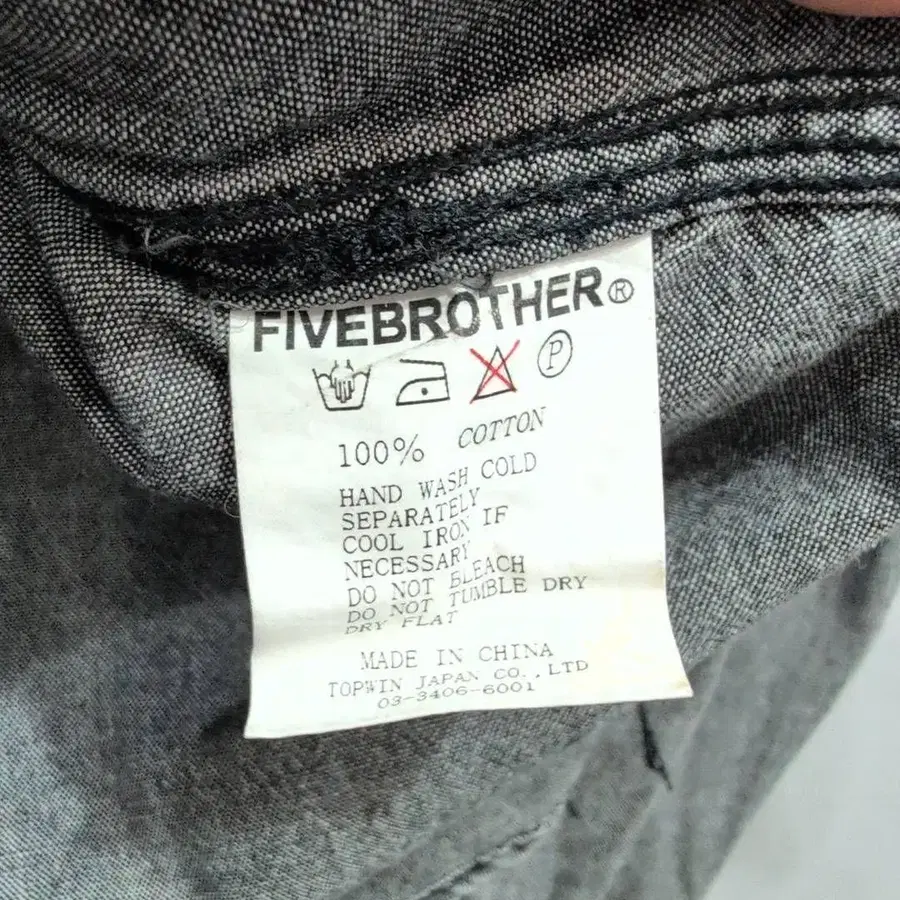 FIVEBROTHER®
P
100% COTTON
HAND WASH COLD
SEPARATELY
COOL IRON IF
NECESSARY
DO NOT BLEACH
DO NOT TUMBLE DRY
DRY FLAT
MADE IN CHINA
TOPWIN JAPAN CO.,LTD
03-3406-6001